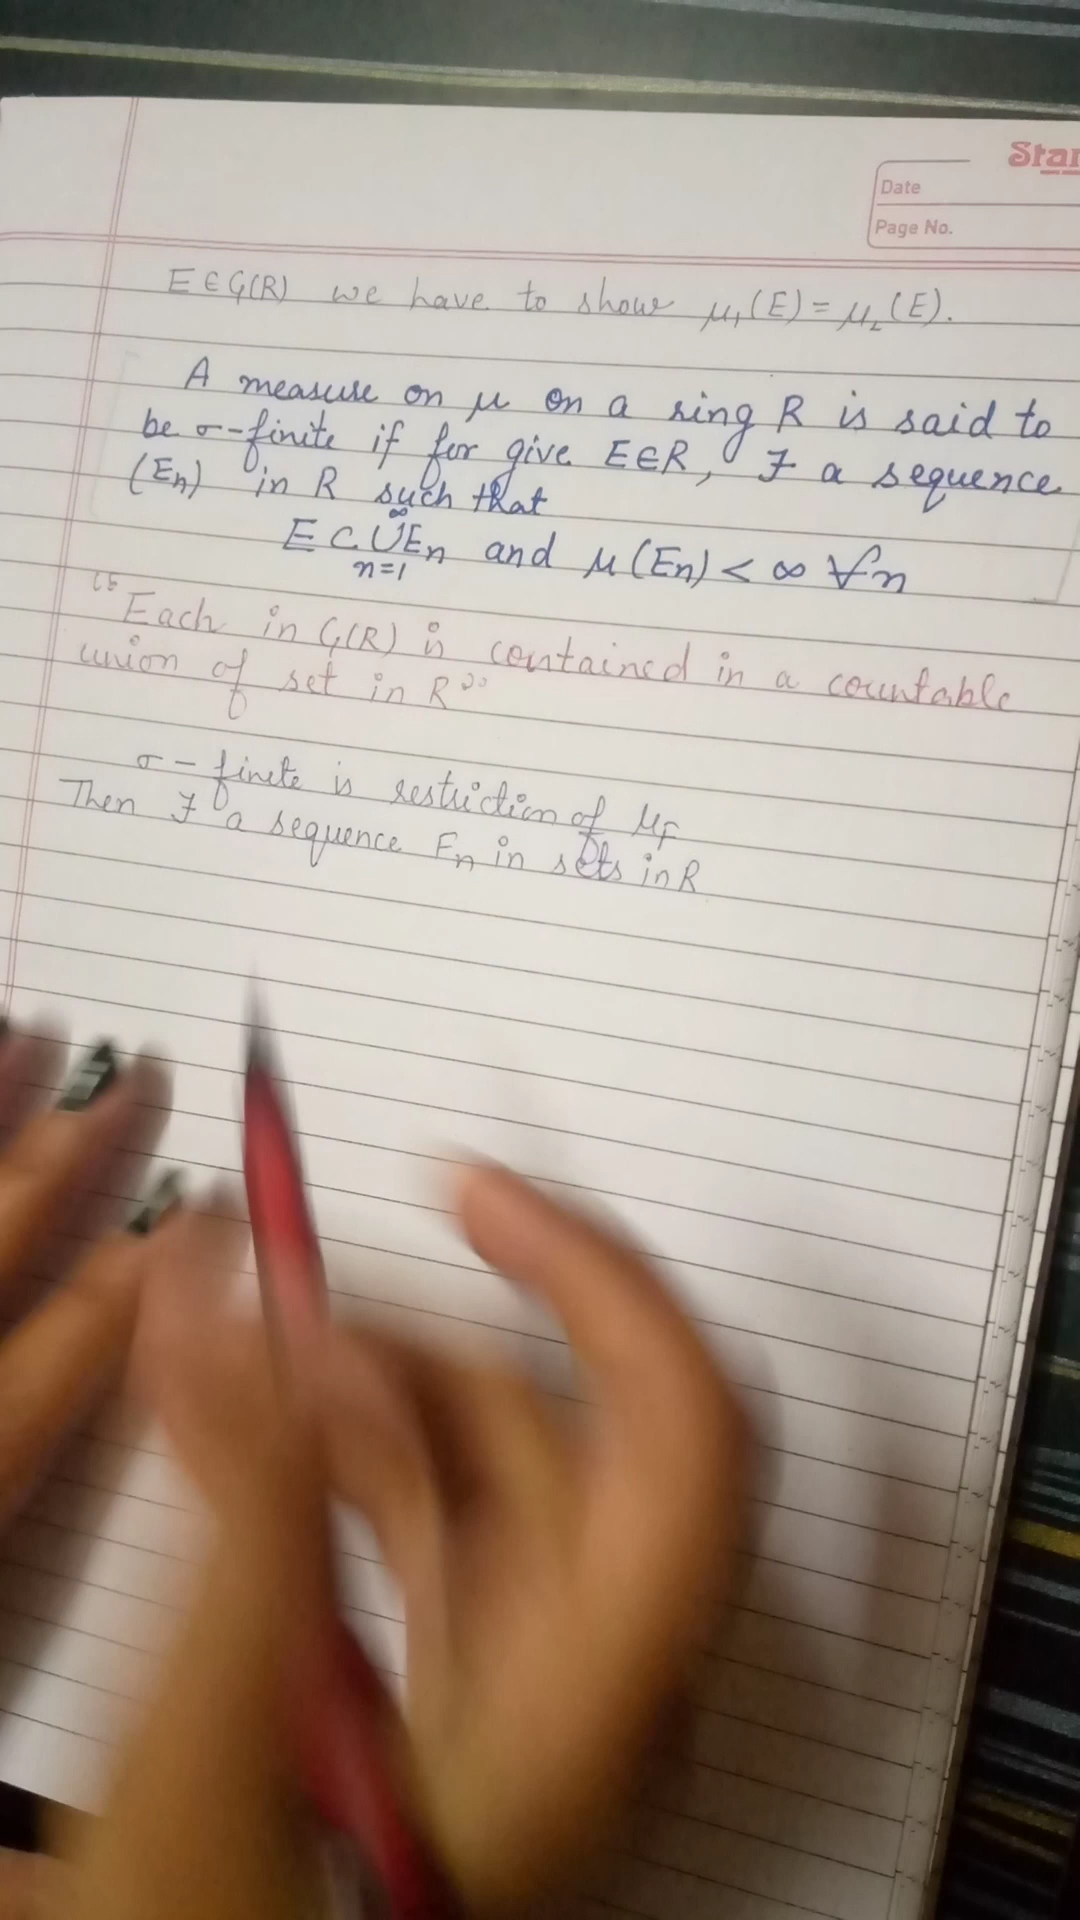 Star
Date
Page No.
E ∈ G(R) we have to show μ₁(E) = μ₂(E).
A measure on μ on a ring R is said to
be σ-finite if for give E∈R, ∃ a sequence
(En) in R such that
E ⊂ ∞∪n=1 En and μ(En) < ∞ ∀n
"Each in G(R) is contained in a countable
union of set in R"
σ-finite is restriction of μF
Then ∃ a sequence Fn in sets in R